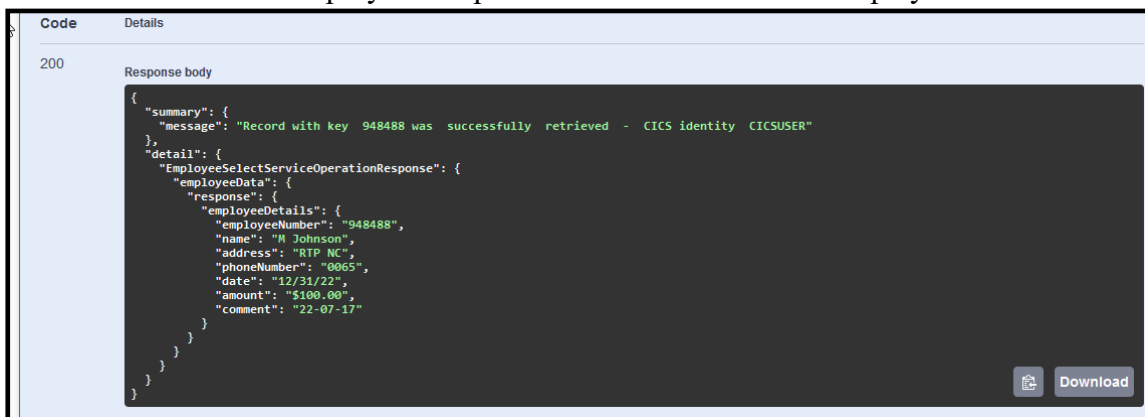 Code Details
200
Response body
{
"summary": {
"message": "Record with key  948488 was  successfully  retrieved  -  CICS identity  CICSUSER"
},
"detail": {
"EmployeeSelectServiceOperationResponse": {
"employeeData": {
"response": {
"employeeDetails": {
"employeeNumber": "948488",
"name": "M Johnson",
"address": "RTP NC",
"phoneNumber": "0065",
"date": "12/31/22",
"amount": "$100.00",
"comment": "22-07-17"
}
}
}
}
}
}
Download